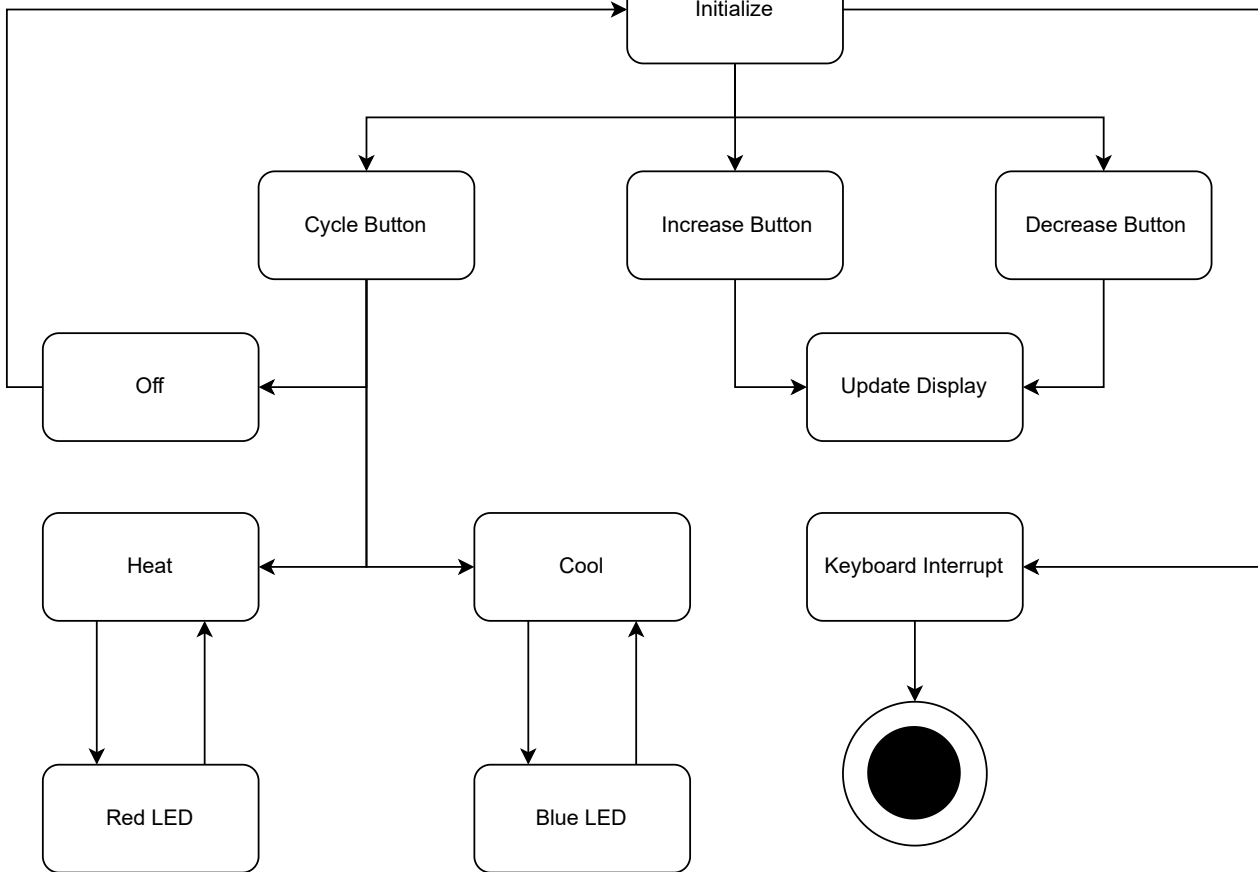 Initialize
Cycle Button
Increase Button
Decrease Button
Off
Update Display
Heat
Cool
Keyboard Interrupt
Red LED
Blue LED